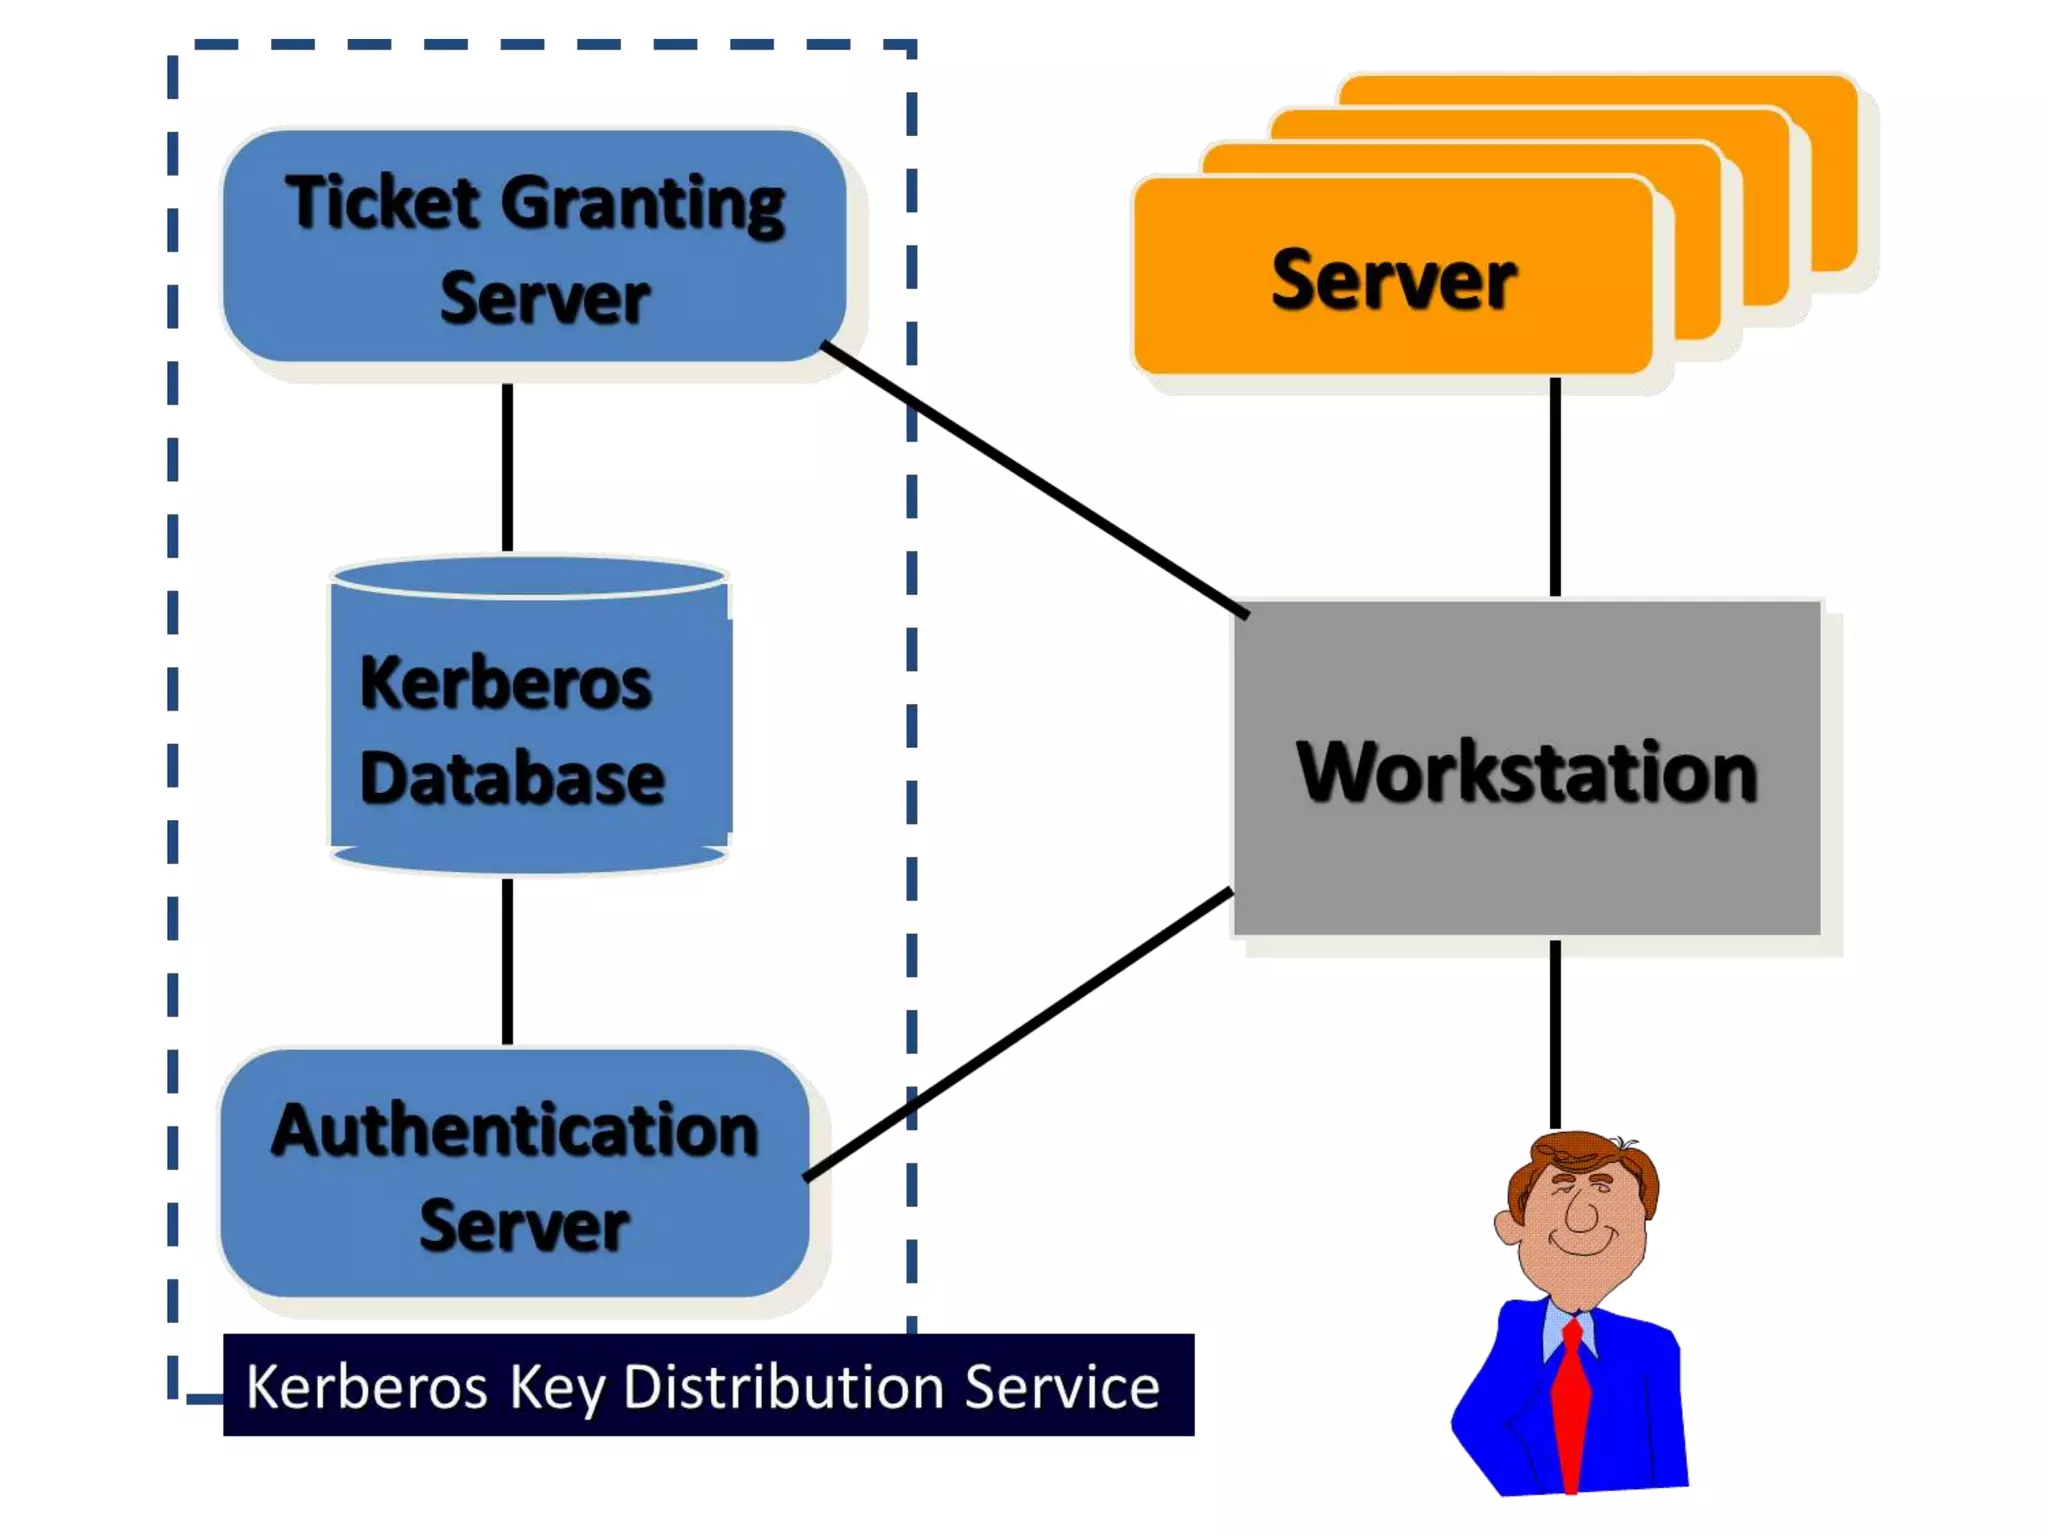 Ticket Granting
Server
Server
Kerberos
Database
Workstation
Authentication
Server
Kerberos Key Distribution Service